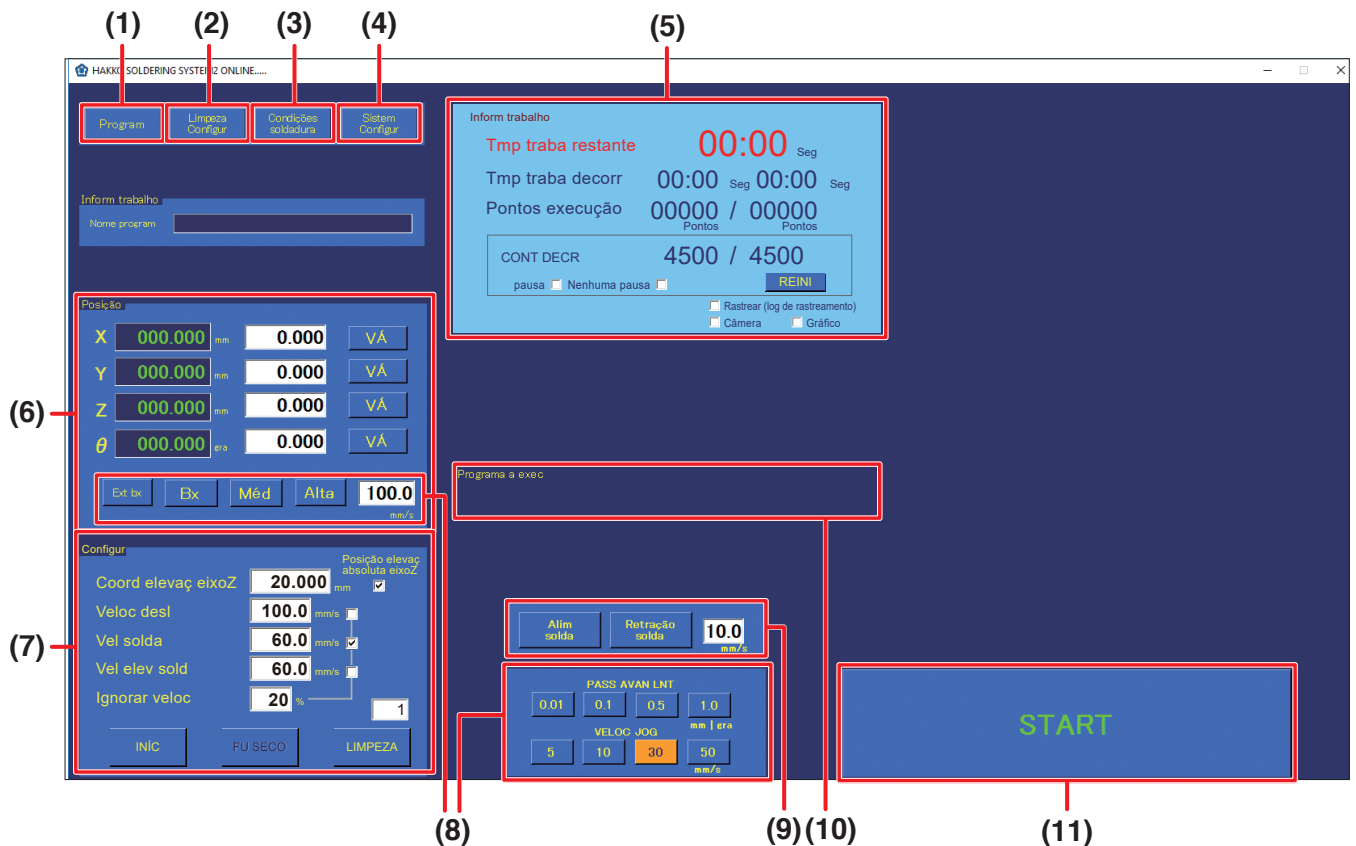 (1) (2) (3) (4) (5)
HAKKO SOLDERING SYSTEM2 ONLINE.....
Program
Limpeza
Configur
Condições
soldadura
Sistem
Configur
Inform trabalho
Nome program
Inform trabalho
Tmp traba restante 00:00 Seg
Tmp traba decorr 00:00 Seg 00:00 Seg
Pontos execução 00000 / 00000
Pontos Pontos
CONT DECR 4500 / 4500
pausa Nenhuma pausa REINI
Rastrear (log de rastreamento)
Câmera Gráfico
(6)
Posição
X 000.000 mm 0.000 VÁ
Y 000.000 mm 0.000 VÁ
Z 000.000 mm 0.000 VÁ
θ 000.000 gra 0.000 VÁ
Ext bx Bx Méd Alta 100.0
mm/s
Programa a exec
(7)
Configur
Posição elevaç
absoluta eixoZ
Coord elevaç eixoZ 20.000 mm
Veloc desl 100.0 mm/s
Vel solda 60.0 mm/s
Vel elev sold 60.0 mm/s
Ignorar veloc 20 %
1
INÍC FU SECO LIMPEZA
Alim
solda
Retração
solda
10.0
mm/s
PASS AVAN LNT
0.01 0.1 0.5 1.0
mm | gra
VELOC JOG
5 10 30 50
mm/s
START
(8) (9) (10) (11)